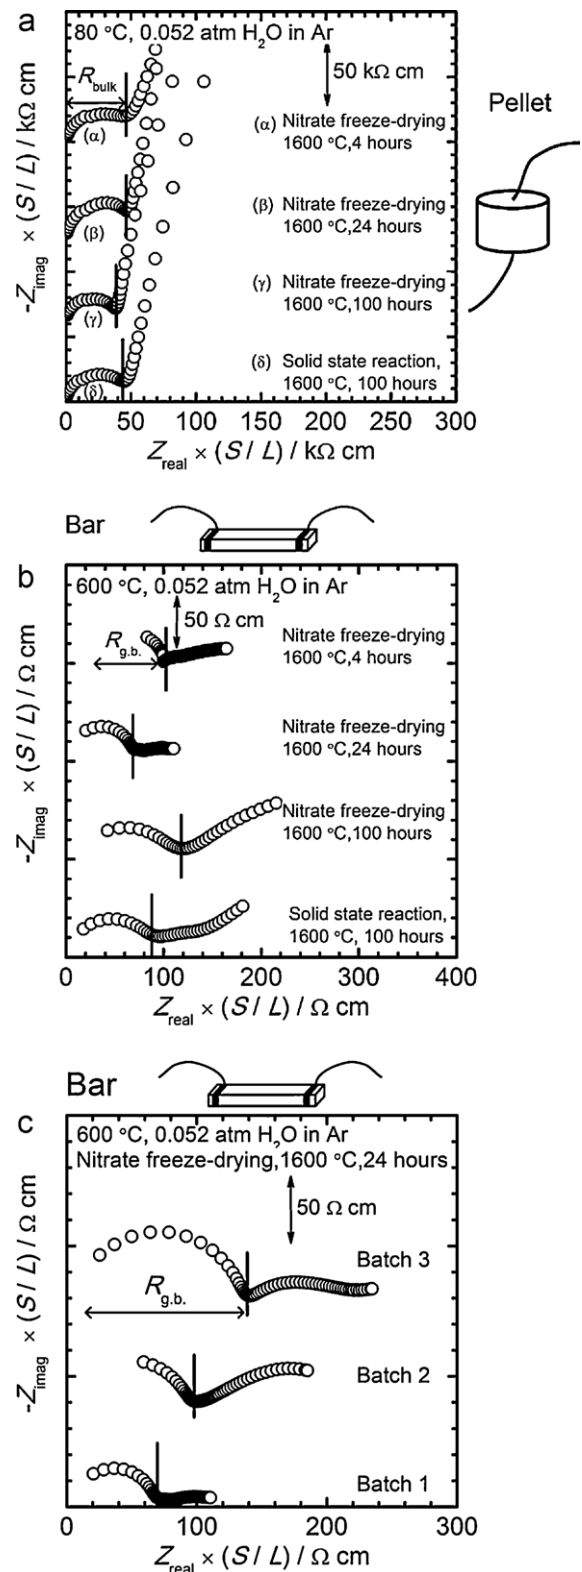 a
80 °C, 0.052 atm H2O in Ar
50 kΩ cm
Rbulk
Pellet
(α)
(α) Nitrate freeze-drying
1600 °C,4 hours
(β)
(β) Nitrate freeze-drying
1600 °C,24 hours
(γ)
(γ) Nitrate freeze-drying
1600 °C,100 hours
(δ)
(δ) Solid state reaction,
1600 °C, 100 hours
-Zimag × (S / L) / kΩ cm
0 50 100 150 200 250 300
Zreal × (S / L) / kΩ cm
Bar
b
600 °C, 0.052 atm H2O in Ar
50 Ω cm
Rg.b.
Nitrate freeze-drying
1600 °C,4 hours
Nitrate freeze-drying
1600 °C,24 hours
Nitrate freeze-drying
1600 °C,100 hours
Solid state reaction,
1600 °C, 100 hours
-Zimag × (S / L) / Ω cm
0 100 200 300 400
Zreal × (S / L) / Ω cm
Bar
c
600 °C, 0.052 atm H2O in Ar
Nitrate freeze-drying,1600 °C,24 hours
50 Ω cm
Batch 3
Rg.b.
Batch 2
Batch 1
-Zimag × (S / L) / Ω cm
0 100 200 300
Zreal × (S / L) / Ω cm